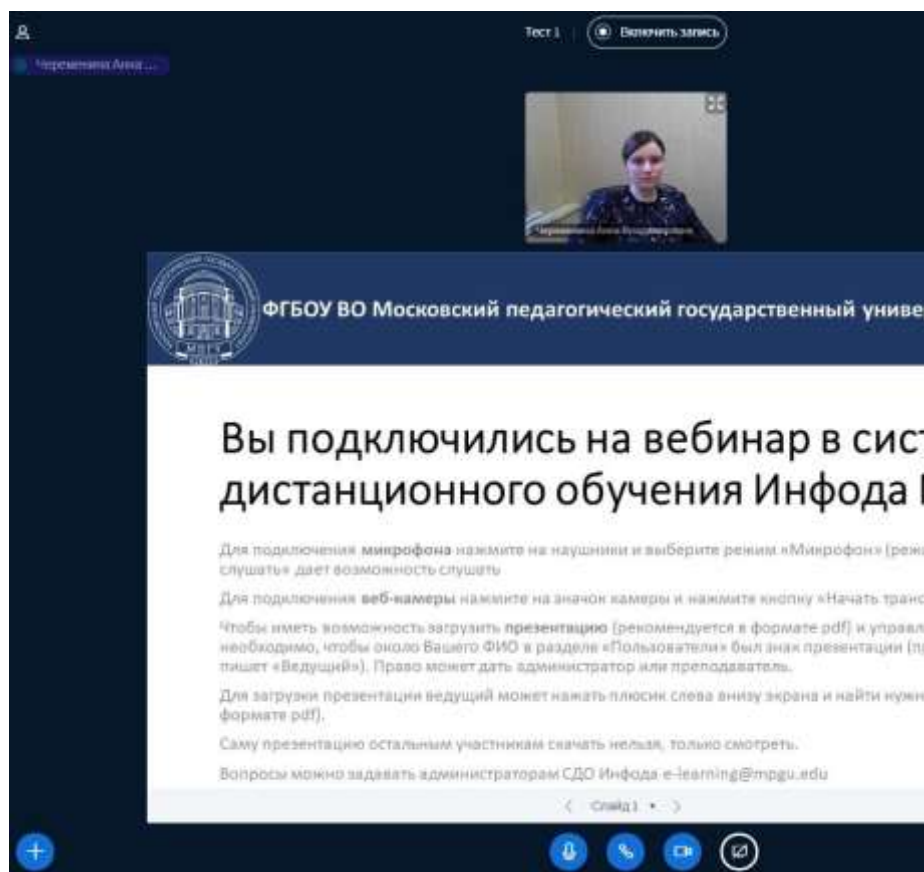 Тест 1
Включить запись
Черемёнина Анна ...
ФГБОУ ВО Московский педагогический государственный униве
МПГУ
Вы подключились на вебинар в сист
дистанционного обучения Инфода
Для подключения микрофона нажмите на наушники и выберите режим «Микрофон» (режи
слушать» дает возможность слушать
Для подключения веб-камеры нажмите на значок камеры и нажмите кнопку «Начать транс
Чтобы иметь возможность загрузить презентацию (рекомендуется в формате pdf) и управл
необходимо, чтобы около Вашего ФИО в разделе «Пользователи» был знак презентации (п
пишет «Ведущий»). Право может дать администратор или преподаватель.
Для загрузки презентации ведущий может нажать плюсик слева внизу экрана и найти нужн
формате pdf).
Саму презентацию остальным участникам скачать нельзя, только смотреть.
Вопросы можно задавать администраторам СДО Инфода e-learning@mpgu.edu
Слайд 1